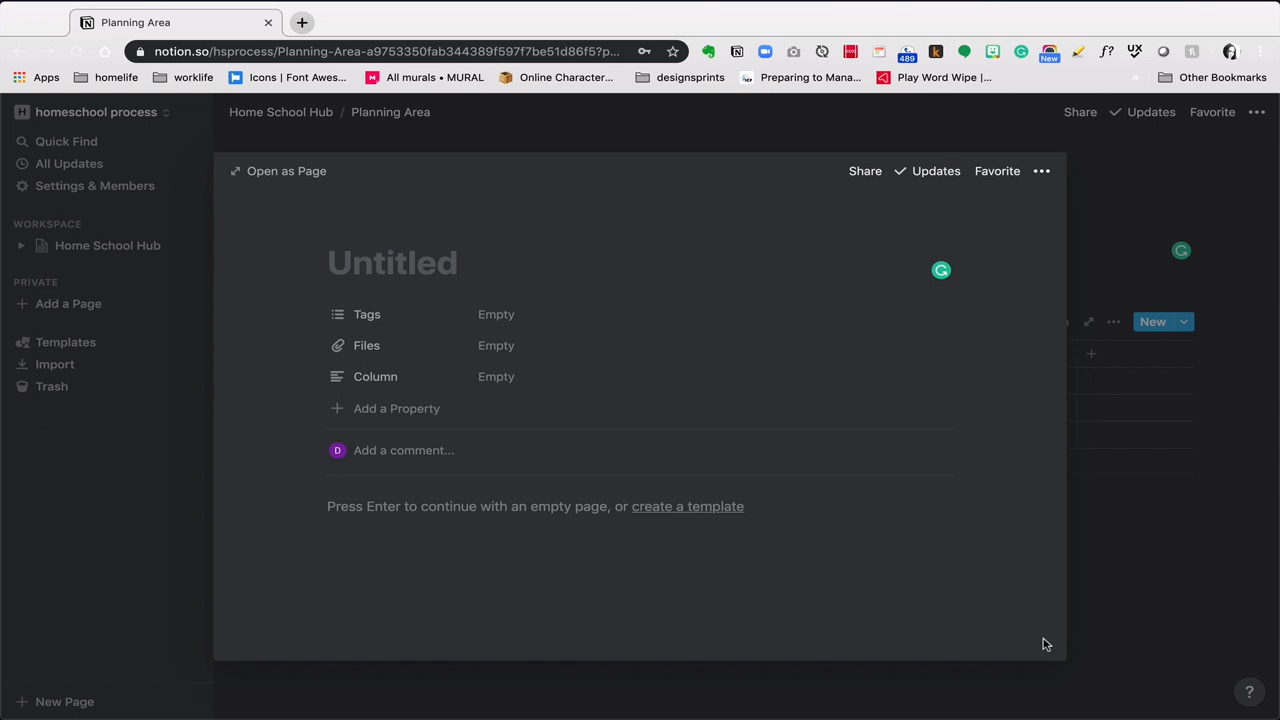 Planning Area
notion.so/hsprocess/Planning-Area-a9753350fab344389f597f7be51d86f5?p...
489
New
Apps homelife worklife Icons | Font Awes... All murals • MURAL Online Character... designsprints Preparing to Mana... Play Word Wipe |... » Other Bookmarks
H homeschool process
Home School Hub / Planning Area
Share Updates Favorite •••
Quick Find
All Updates
Settings & Members
WORKSPACE
Home School Hub
PRIVATE
Add a Page
Templates
Import
Trash
New Page
Open as Page
Share Updates Favorite •••
Untitled
Tags Empty
Files Empty
Column Empty
Add a Property
D Add a comment...
Press Enter to continue with an empty page, or create a template
New
?